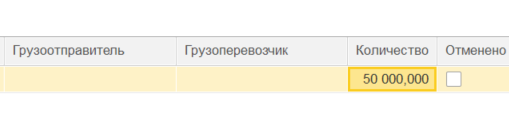 Грузоотправитель Грузоперевозчик Количество Отменено
50 000,000